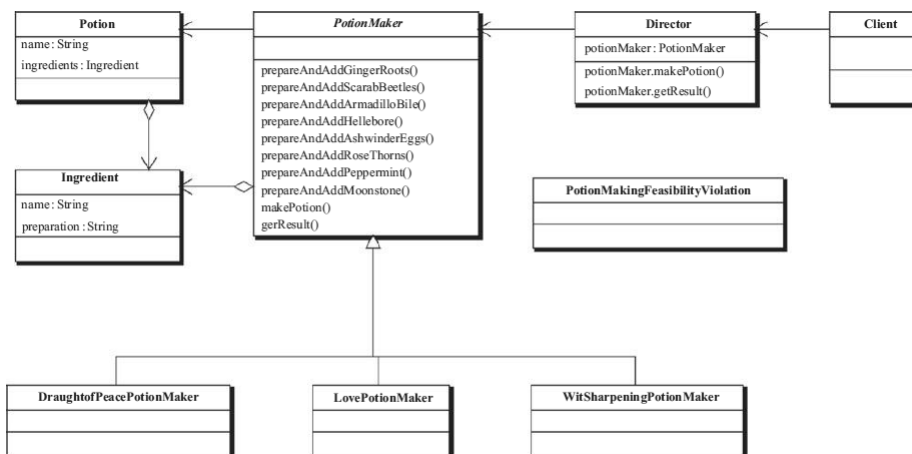 Potion
name : String
ingredients : Ingredient
PotionMaker
prepareAndAddGingerRoots()
prepareAndAddScarabBeetles()
prepareAndAddArmadilloBile()
prepareAndAddHellebore()
prepareAndAddAshwinderEggs()
prepareAndAddRoseThorns()
prepareAndAddPeppermint()
prepareAndAddMoonstone()
makePotion()
gerResult()
Director
potionMaker : PotionMaker
potionMaker.makePotion()
potionMaker.getResult()
Client
Ingredient
name : String
preparation : String
PotionMakingFeasibilityViolation
DraughtofPeacePotionMaker
LovePotionMaker
WitSharpeningPotionMaker